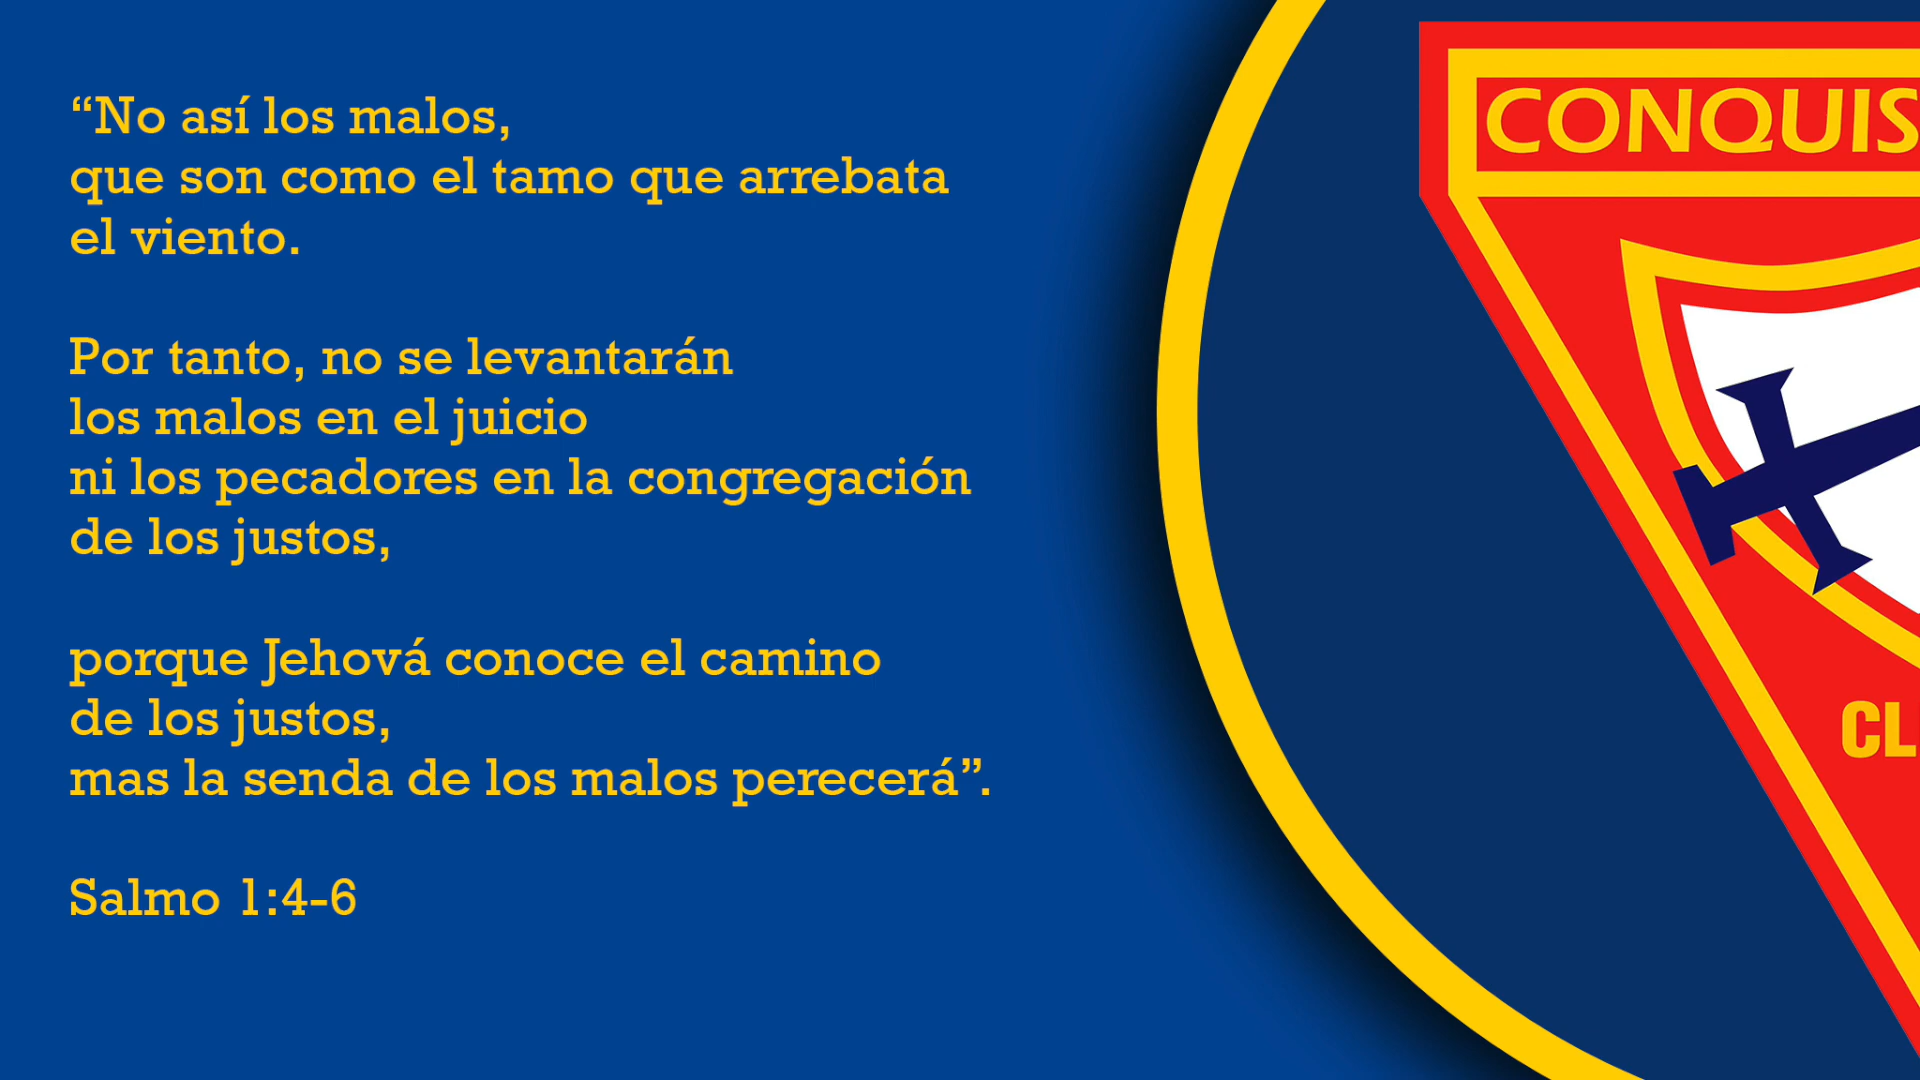 “No así los malos,
que son como el tamo que arrebata
el viento.
Por tanto, no se levantarán
los malos en el juicio
ni los pecadores en la congregación
de los justos,
porque Jehová conoce el camino
de los justos,
mas la senda de los malos perecerá”.
Salmo 1:4-6
CONQUIS
CL